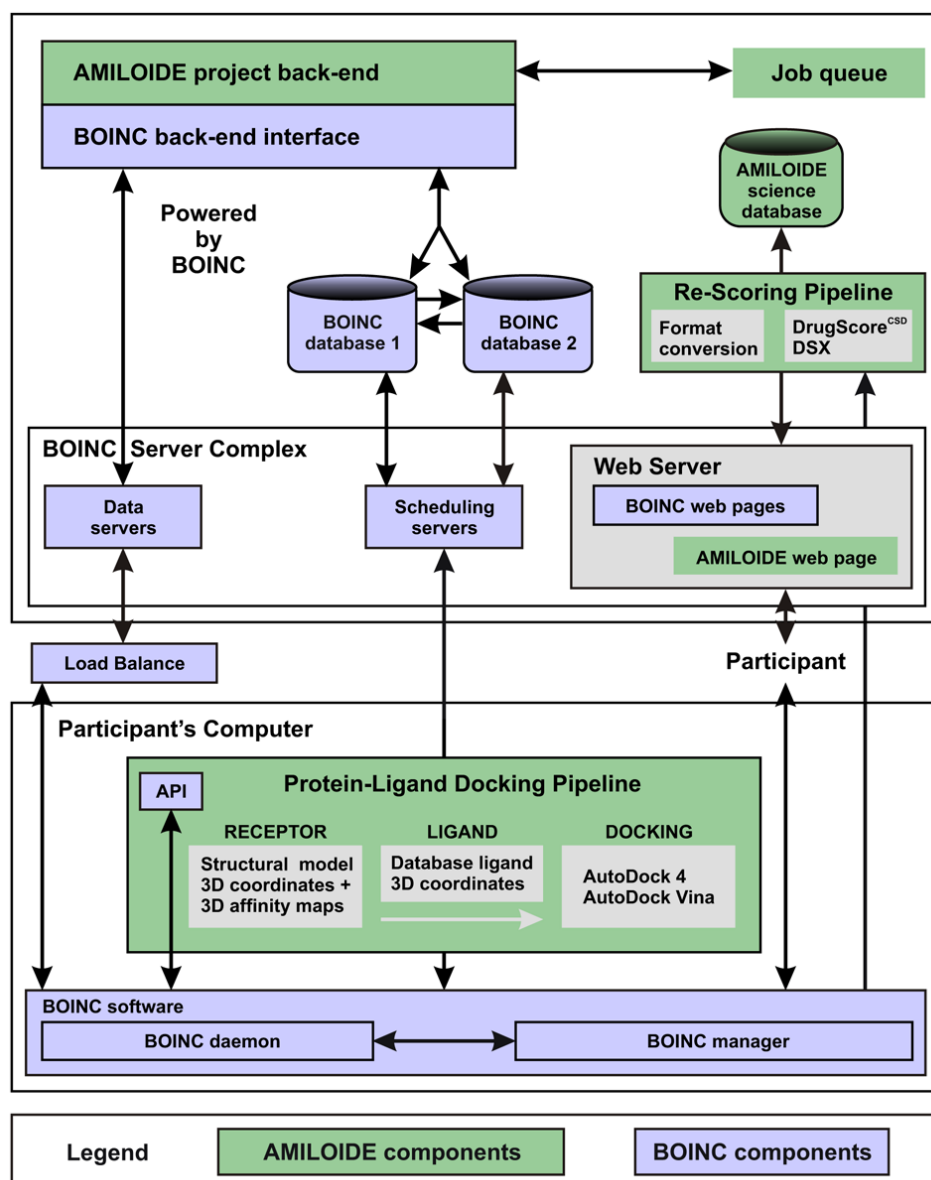 AMILOIDE project back-end
Job queue
BOINC back-end interface
AMILOIDE
science
database
Powered
by
BOINC
BOINC
database 1
BOINC
database 2
Re-Scoring Pipeline
Format
conversion
DrugScoreCSD
DSX
BOINC Server Complex
Web Server
Data
servers
Scheduling
servers
BOINC web pages
AMILOIDE web page
Load Balance
Participant
Participant's Computer
Protein-Ligand Docking Pipeline
API
RECEPTOR
Structural model
3D coordinates +
3D affinity maps
LIGAND
Database ligand
3D coordinates
DOCKING
AutoDock 4
AutoDock Vina
BOINC software
BOINC daemon
BOINC manager
Legend
AMILOIDE components
BOINC components